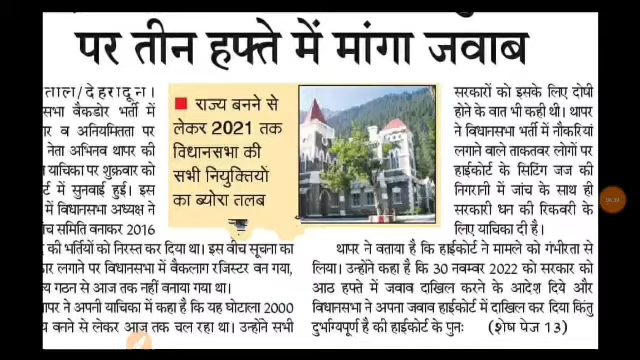 पर तीन हफ्ते में मांगा जवाब
ताल/देहरादून।
सभा बैकडोर भर्ती में
र व अनियमितता पर
नेता अभिनव थापर की
याचिका पर शुक्रवार को
र्ट में सुनवाई हुई। इस
में विधानसभा अध्यक्ष ने
च समिति बनाकर 2016
की भर्तियों को निरस्त कर दिया था। इस बीच सूचना का
कार लगाने पर विधानसभा में बैकलाग रजिस्टर बन गया,
य गठन से आज तक नहीं बनाया गया था।
ापर ने अपनी याचिका में कहा है कि यह घोटाला 2000
य बनने से लेकर आज तक चल रहा था। उन्होंने सभी
राज्य बनने से
लेकर 2021 तक
विधानसभा की
सभी नियुक्तियों
का ब्योरा तलब
सरकारों को इसके लिए दोषी
होने के बात भी कही थी। थापर
ने विधानसभा भर्ती में नौकरियां
लगाने वाले ताकतवर लोगों पर
हाईकोर्ट के सिटिंग जज की
निगरानी में जांच के साथ ही
सरकारी धन की रिकवरी के
लिए याचिका दी है।
थापर ने बताया है कि हाईकोर्ट ने मामले को गंभीरता से
लिया। उन्होंने कहा है कि 30 नवम्बर 2022 को सरकार को
आठ हफ्ते में जवाब दाखिल करने के आदेश दिये और
विधानसभा ने अपना जवाब हाईकोर्ट में दाखिल कर दिया किंतु
दुर्भाग्यपूर्ण है की हाईकोर्ट के पुनः (शेष पेज 13)